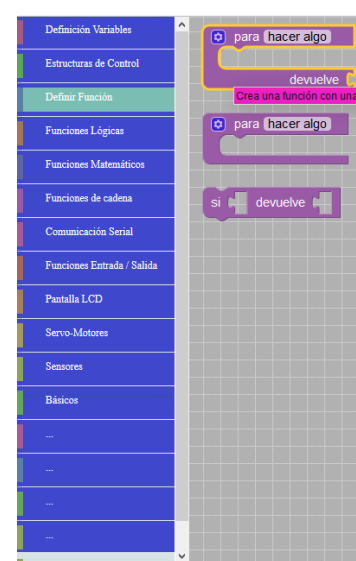 Definición Variables
Estructuras de Control
Definir Función
Funciones Lógicas
Funciones Matemáticos
Funciones de cadena
Comunicación Serial
Funciones Entrada / Salida
Pantalla LCD
Servo-Motores
Sensores
Básicos
...
...
...
...
para hacer algo
devuelve
Crea una función con una
para hacer algo
si devuelve